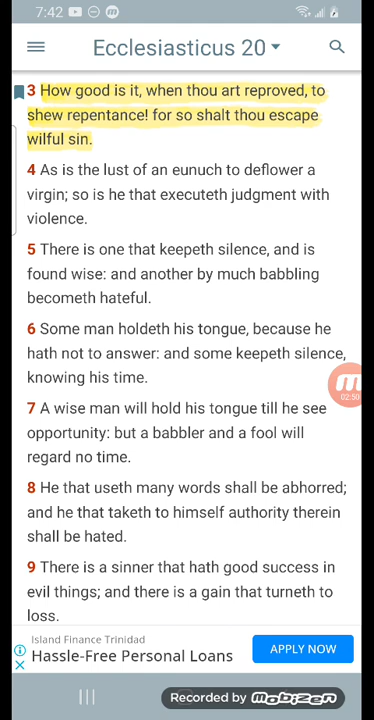 7:42
Ecclesiasticus 20
3 How good is it, when thou art reproved, to
shew repentance! for so shalt thou escape
wilful sin.
4 As is the lust of an eunuch to deflower a
virgin; so is he that executeth judgment with
violence.
5 There is one that keepeth silence, and is
found wise: and another by much babbling
becometh hateful.
6 Some man holdeth his tongue, because he
hath not to answer: and some keepeth silence,
knowing his time.
7 A wise man will hold his tongue till he see
opportunity: but a babbler and a fool will
regard no time.
02:50
8 He that useth many words shall be abhorred;
and he that taketh to himself authority therein
shall be hated.
9 There is a sinner that hath good success in
evil things; and there is a gain that turneth to
loss.
Island Finance Trinidad
Hassle-Free Personal Loans
APPLY NOW
Recorded by mobizen